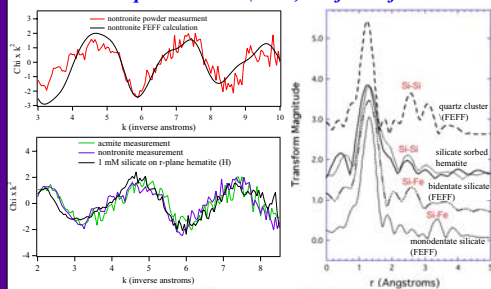 nontronite powder measurment
nontronite FEFF calculation
Chi x k²
3
2
1
0
-1
-2
-3
3 4 5 6 7 8 9 10
k (inverse anstroms)
acmite measurement
nontronite measurement
1 mM silicate on r-plane hematite (H)
Chi x k²
4
2
0
-2
-4
2 3 4 5 6 7 8
k (inverse anstroms)
Transform Magnitude
5.0
4.0
3.0
2.0
1.0
0.0
Si-Si
quartz cluster
(FEFF)
Si-Si
silicate sorbed
hematite
Si-Fe
bidentate silicate
(FEFF)
Si-Fe
monodentate silicate
(FEFF)
0 1 2 3 4
r (Angstroms)